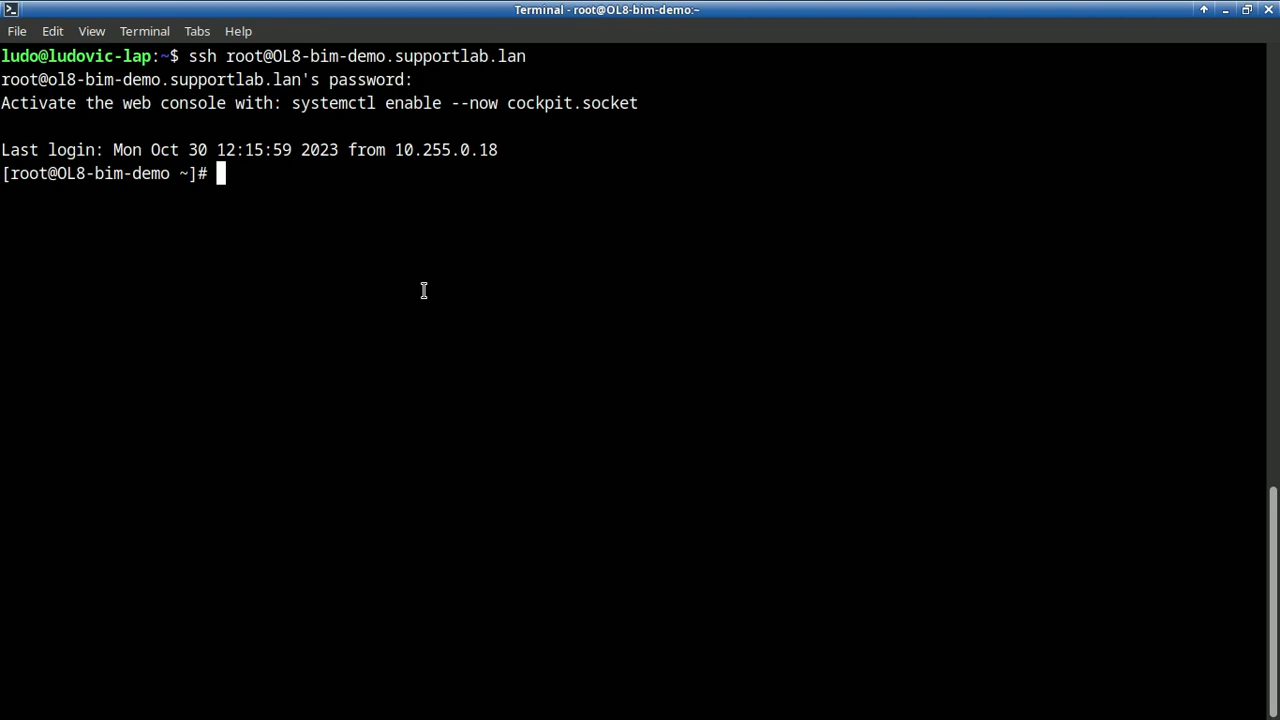 Terminal - root@OL8-bim-demo:~
File Edit View Terminal Tabs Help
ludo@ludovic-lap:~$ ssh root@OL8-bim-demo.supportlab.lan
root@ol8-bim-demo.supportlab.lan's password:
Activate the web console with: systemctl enable --now cockpit.socket
Last login: Mon Oct 30 12:15:59 2023 from 10.255.0.18
[root@OL8-bim-demo ~]#